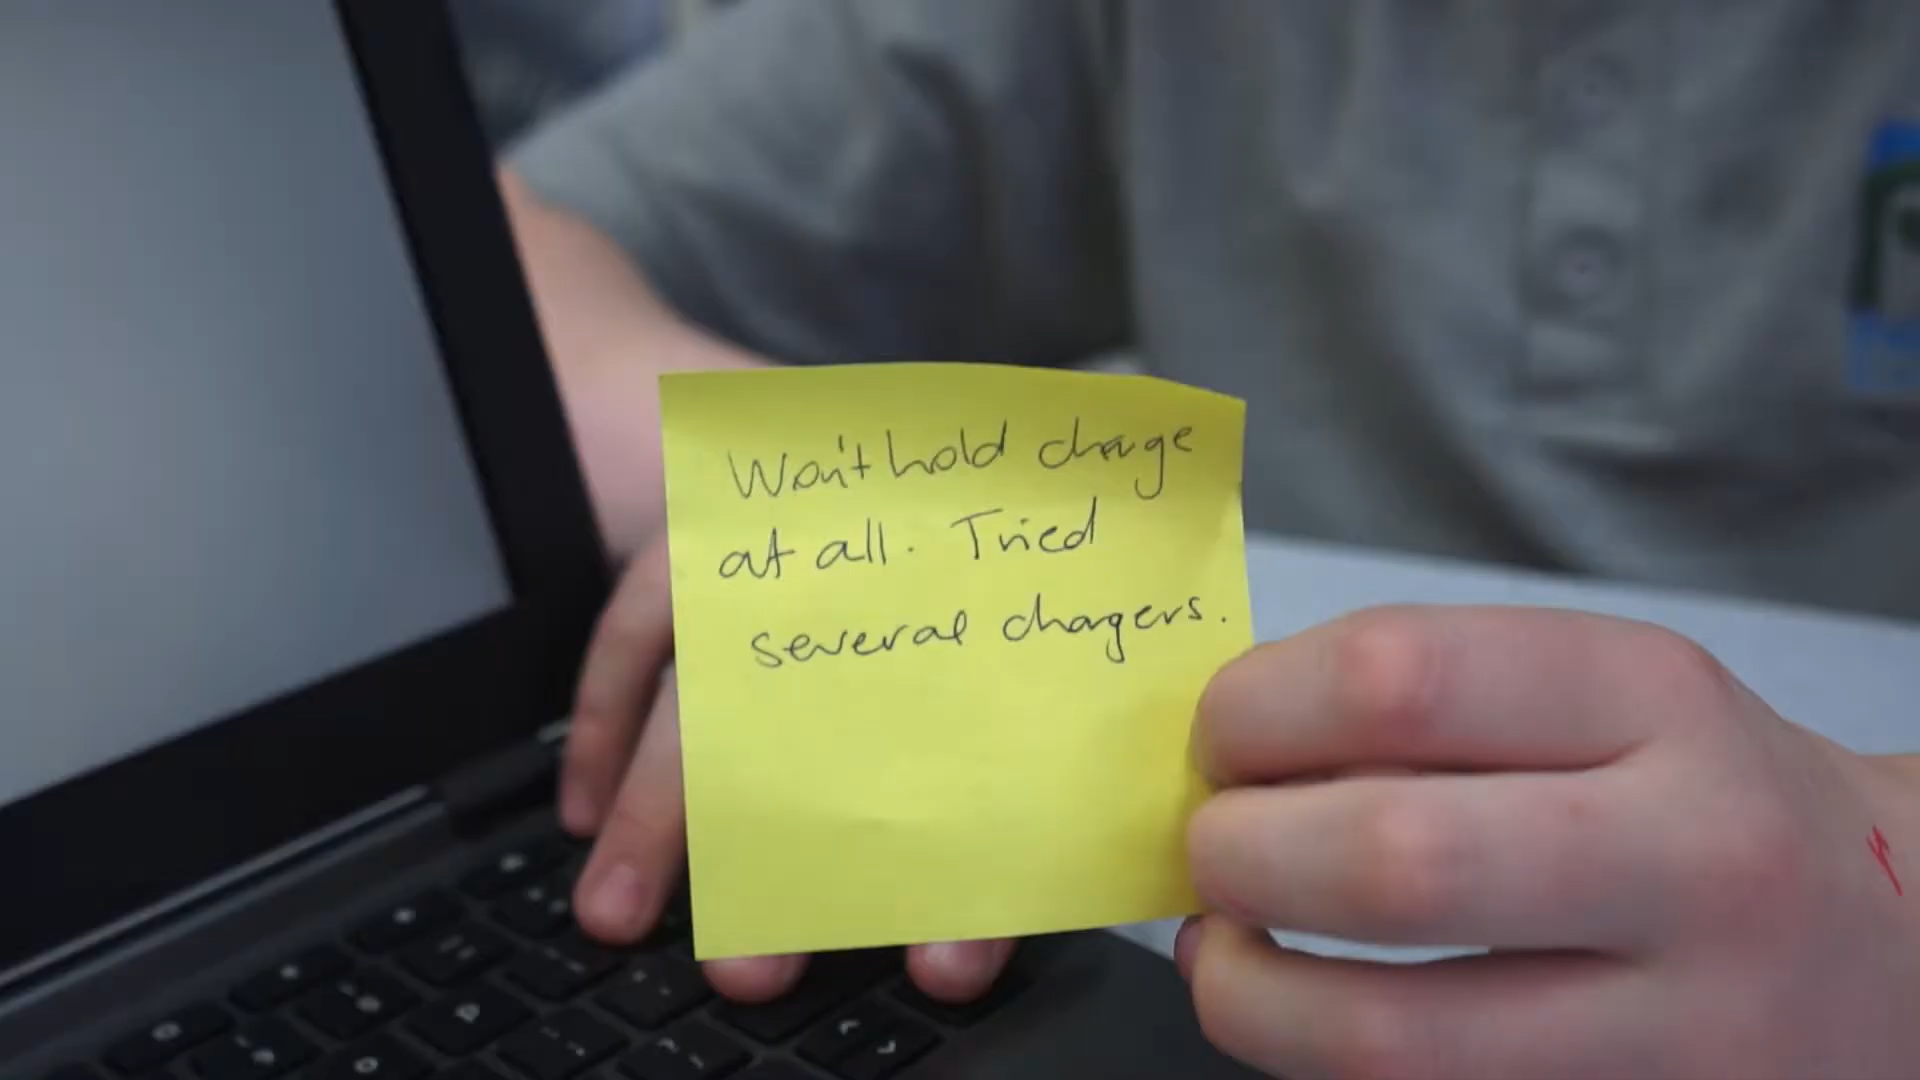 Won't hold charge
at all. Tried
several chargers.